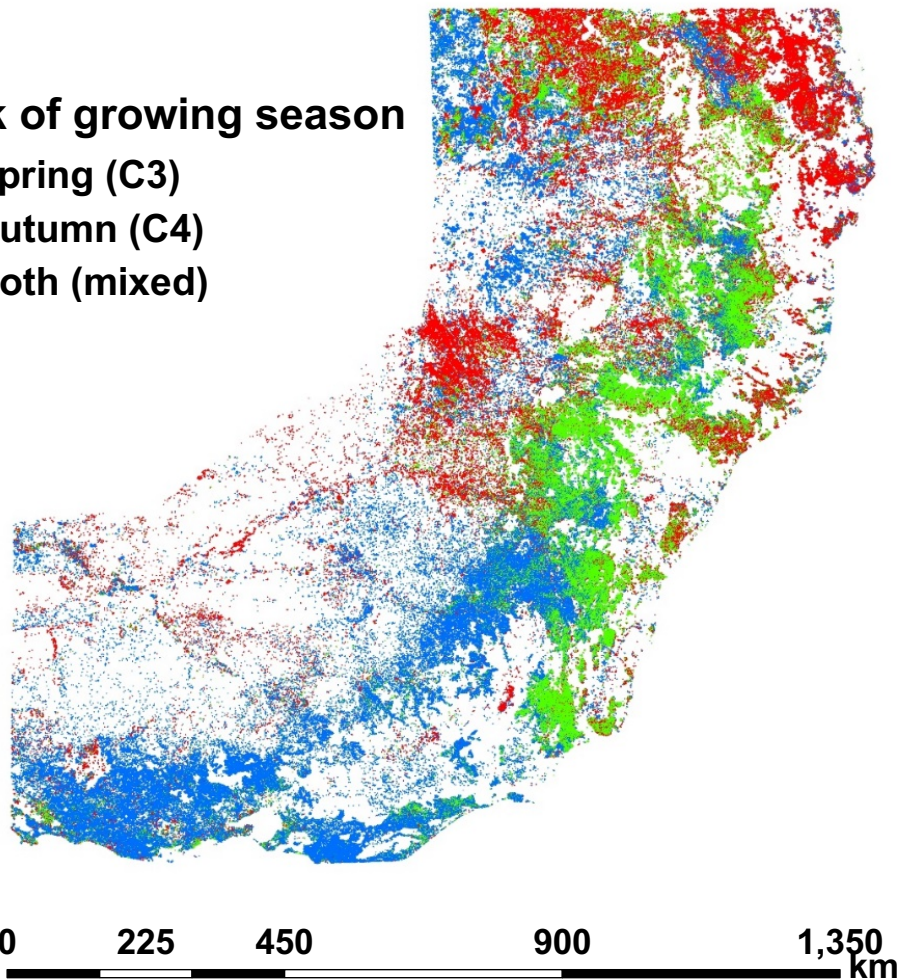 k of growing season
pring (C3)
utumn (C4)
oth (mixed)
0 225 450 900 1,350
km